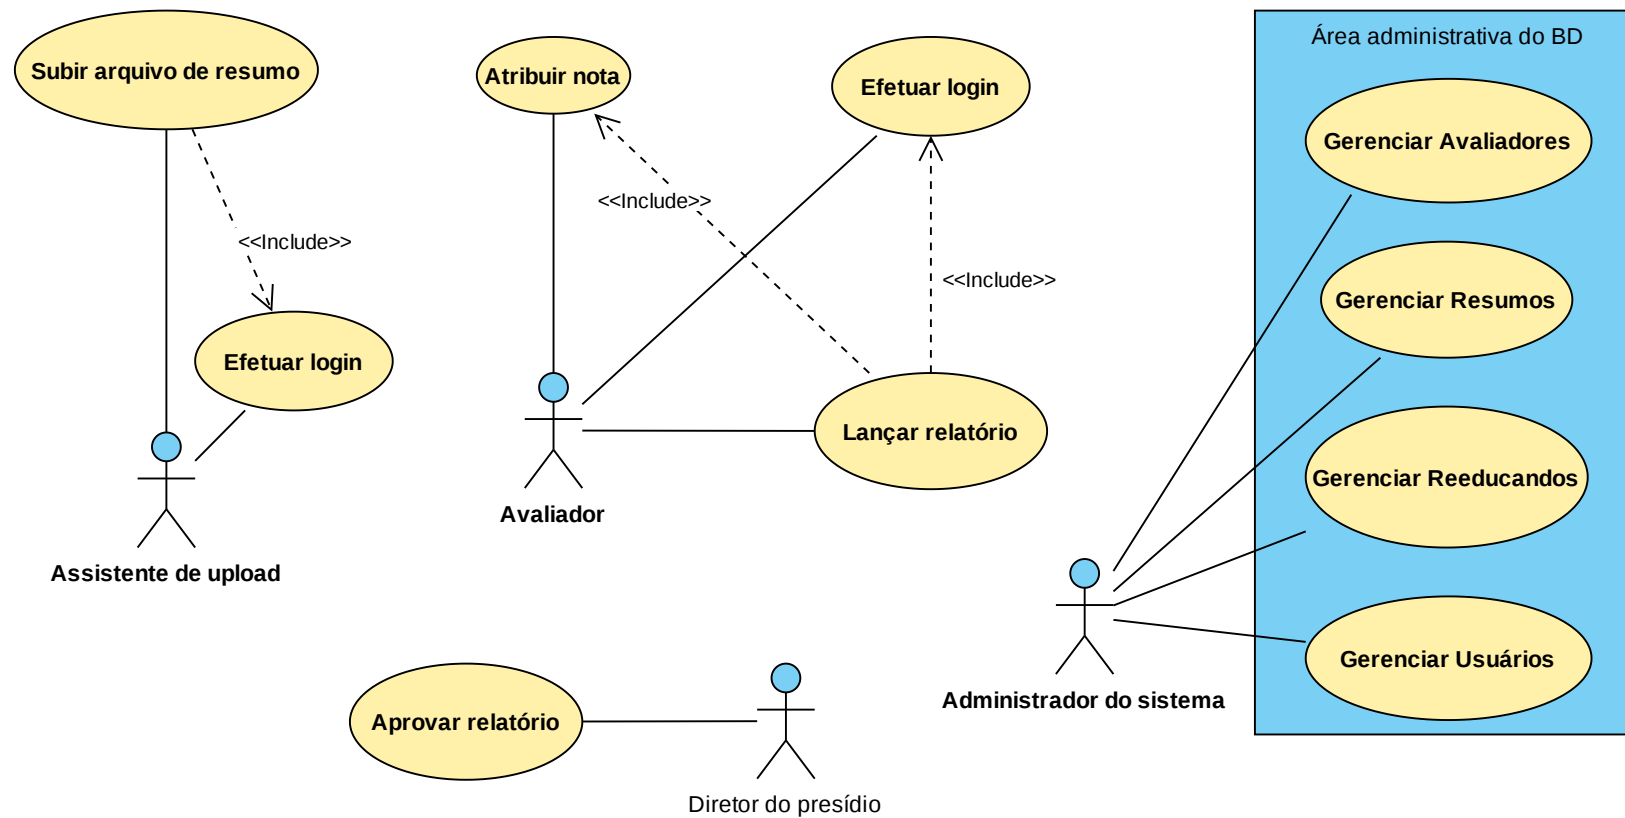 Subir arquivo de resumo
<<Include>>
Efetuar login
Assistente de upload
Atribuir nota
Efetuar login
<<Include>>
<<Include>>
Lançar relatório
Avaliador
Aprovar relatório
Diretor do presídio
Área administrativa do BD
Gerenciar Avaliadores
Gerenciar Resumos
Gerenciar Reeducandos
Gerenciar Usuários
Administrador do sistema